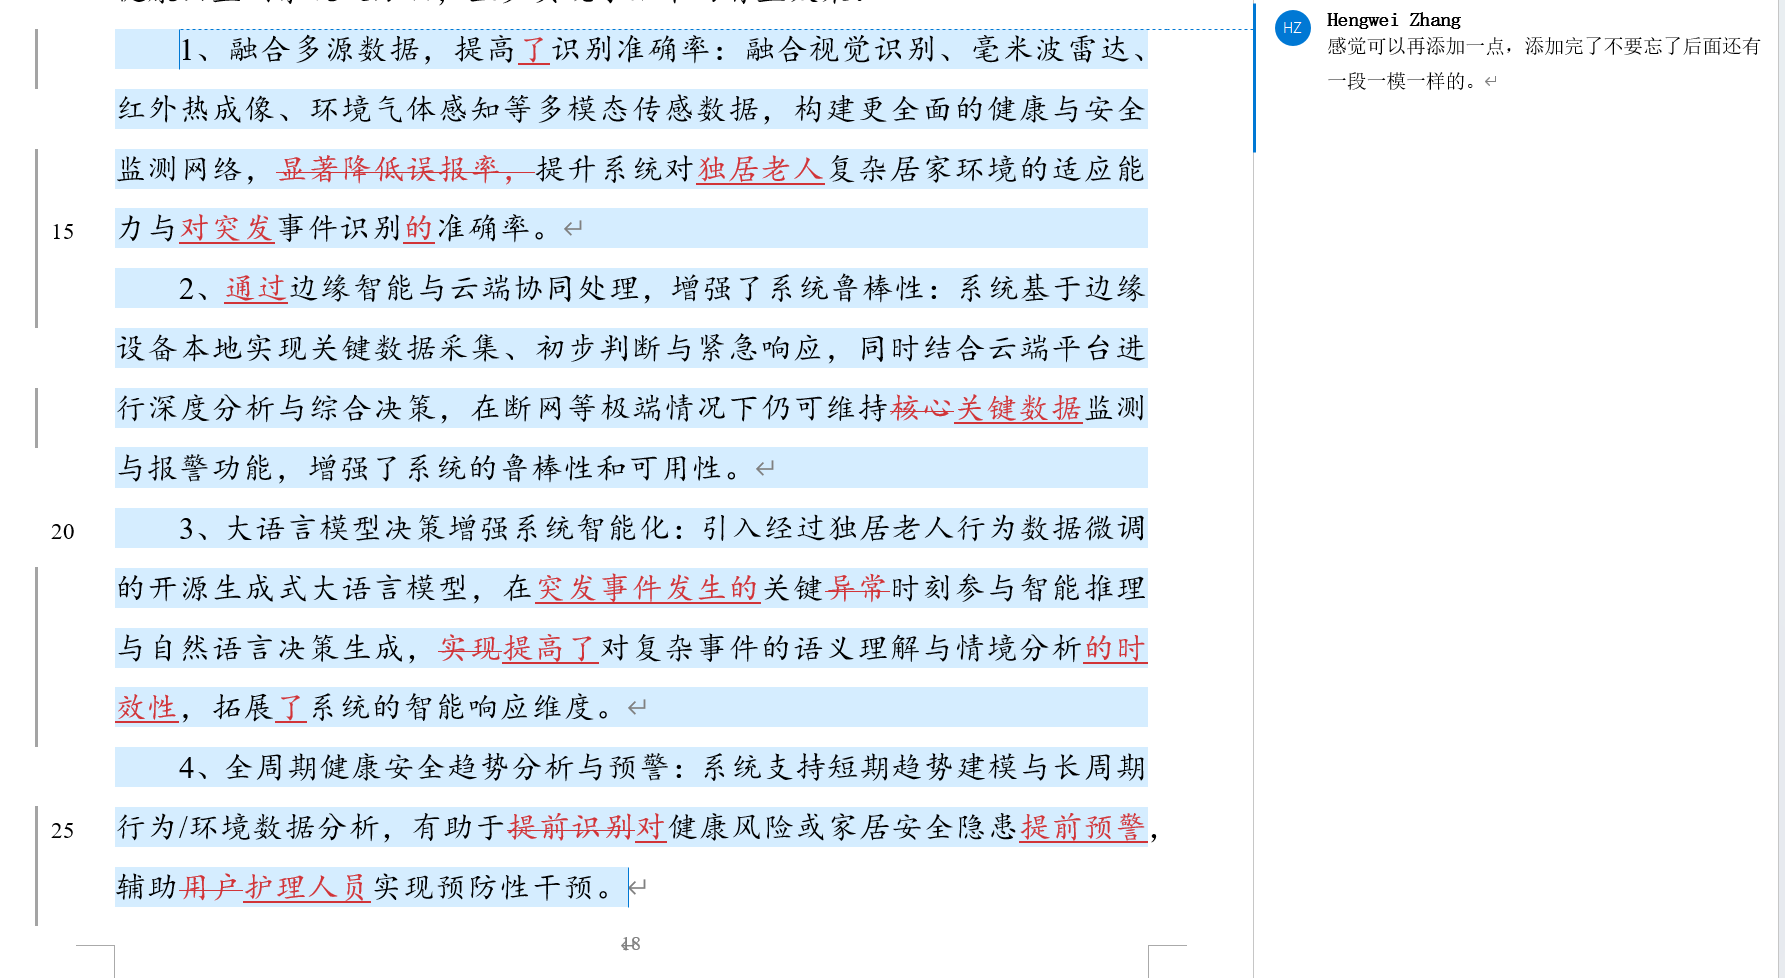 1、融合多源数据，提高了识别准确率：融合视觉识别、毫米波雷达、
红外热成像、环境气体感知等多模态传感数据，构建更全面的健康与安全
监测网络，显著降低误报率，提升系统对独居老人复杂居家环境的适应能
15 力与对突发事件识别的准确率。↵
2、通过边缘智能与云端协同处理，增强了系统鲁棒性：系统基于边缘
设备本地实现关键数据采集、初步判断与紧急响应，同时结合云端平台进
行深度分析与综合决策，在断网等极端情况下仍可维持核心关键数据监测
与报警功能，增强了系统的鲁棒性和可用性。↵
20 3、大语言模型决策增强系统智能化：引入经过独居老人行为数据微调
的开源生成式大语言模型，在突发事件发生的关键异常时刻参与智能推理
与自然语言决策生成，实现提高了对复杂事件的语义理解与情境分析的时
效性，拓展了系统的智能响应维度。↵
4、全周期健康安全趋势分析与预警：系统支持短期趋势建模与长周期
25 行为/环境数据分析，有助于提前识别对健康风险或家居安全隐患提前预警，
辅助用户护理人员实现预防性干预。↵
18
HZ Hengwei Zhang
感觉可以再添加一点，添加完了不要忘了后面还有
一段一模一样的。↵